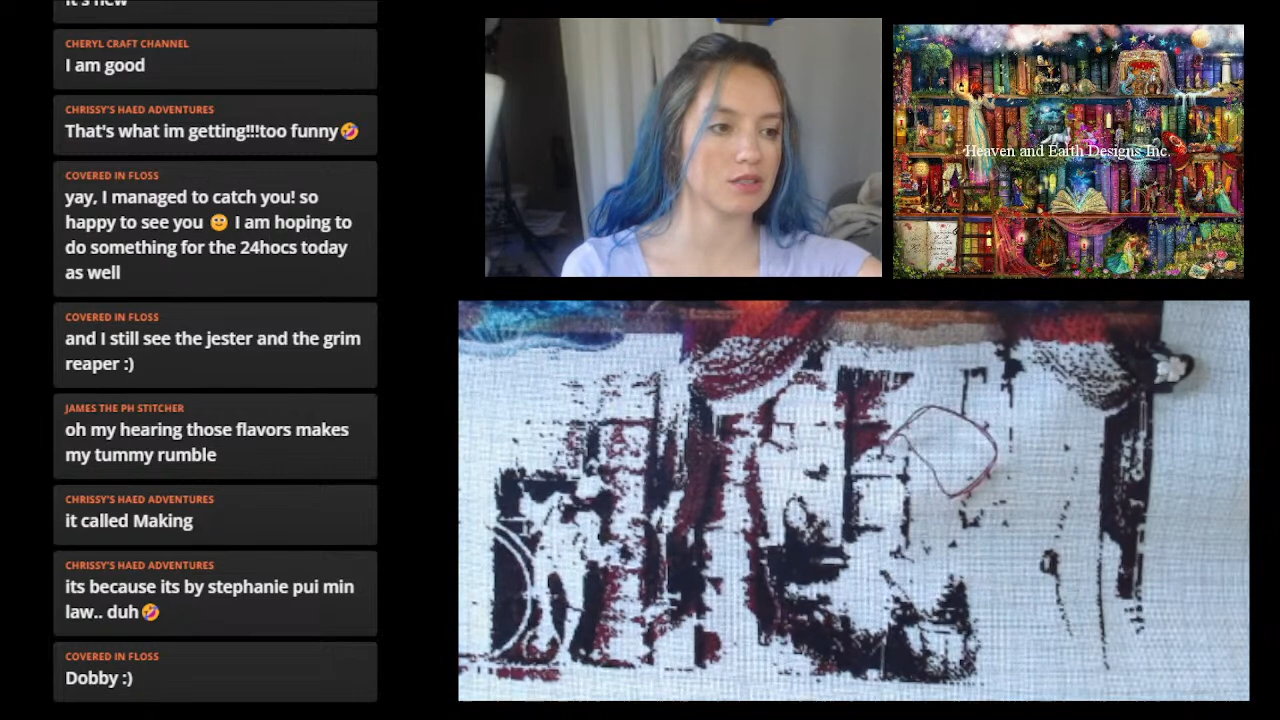 it's new
CHERYL CRAFT CHANNEL
I am good
CHRISSY'S HAED ADVENTURES
That's what im getting!!!too funny🤣
COVERED IN FLOSS
yay, I managed to catch you! so
happy to see you 🙂 I am hoping to
do something for the 24hocs today
as well
COVERED IN FLOSS
and I still see the jester and the grim
reaper :)
JAMES THE PH STITCHER
oh my hearing those flavors makes
my tummy rumble
CHRISSY'S HAED ADVENTURES
it called Making
CHRISSY'S HAED ADVENTURES
its because its by stephanie pui min
law.. duh🤣
COVERED IN FLOSS
Dobby :)
Heaven and Earth Designs Inc.